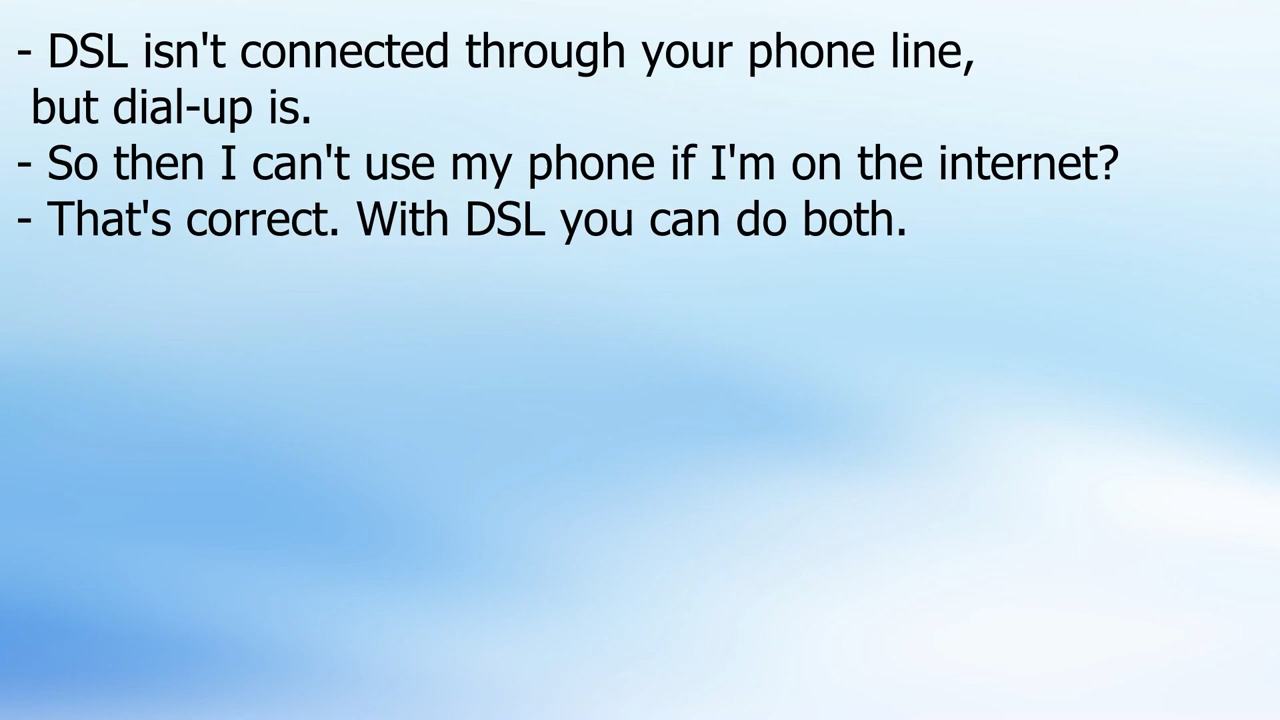 - DSL isn't connected through your phone line,
but dial-up is.
- So then I can't use my phone if I'm on the internet?
- That's correct. With DSL you can do both.